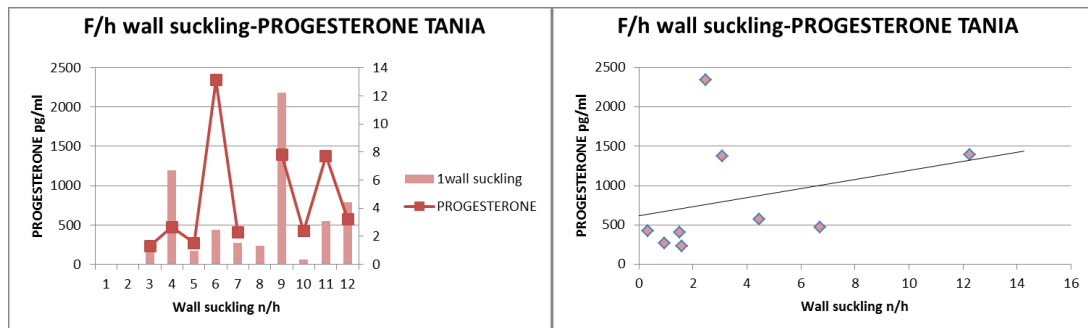 F/h wall suckling-PROGESTERONE TANIA
PROGESTERONE pg/ml
2500
2000
1500
1000
500
0
14
12
10
8
6
4
2
0
1 2 3 4 5 6 7 8 9 10 11 12
Wall suckling n/h
1wall suckling
PROGESTERONE
F/h wall suckling-PROGESTERONE TANIA
PROGESTERONE pg/ml
2500
2000
1500
1000
500
0
0 2 4 6 8 10 12 14 16
Wall suckling n/h